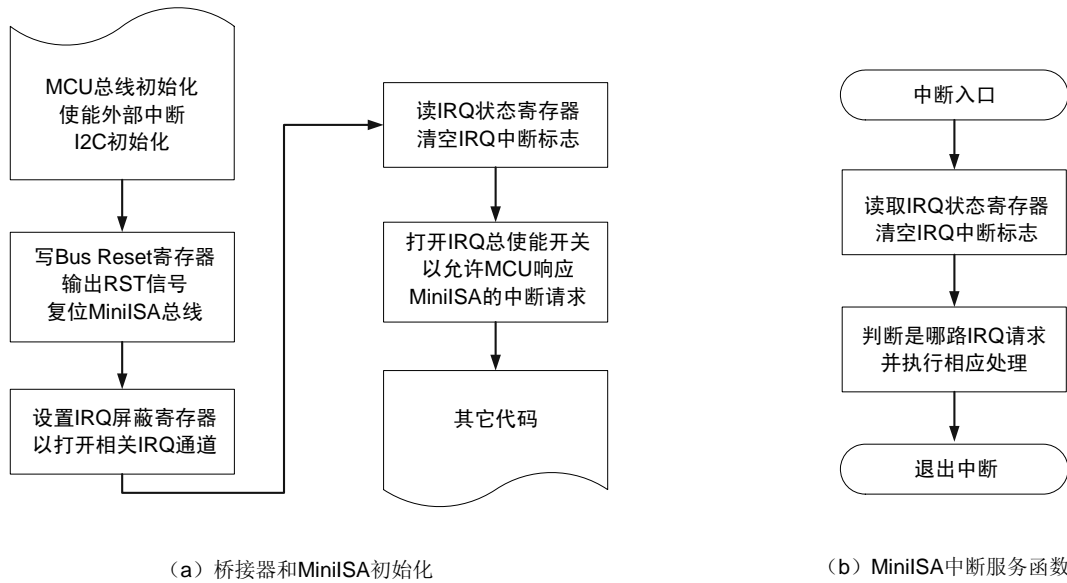 MCU总线初始化
使能外部中断
I2C初始化
写Bus Reset寄存器
输出RST信号
复位MiniISA总线
设置IRQ屏蔽寄存器
以打开相关IRQ通道
读IRQ状态寄存器
清空IRQ中断标志
打开IRQ总使能开关
以允许MCU响应
MiniISA的中断请求
其它代码
（a）桥接器和MiniISA初始化
中断入口
读取IRQ状态寄存器
清空IRQ中断标志
判断是哪路IRQ请求
并执行相应处理
退出中断
（b）MiniISA中断服务函数